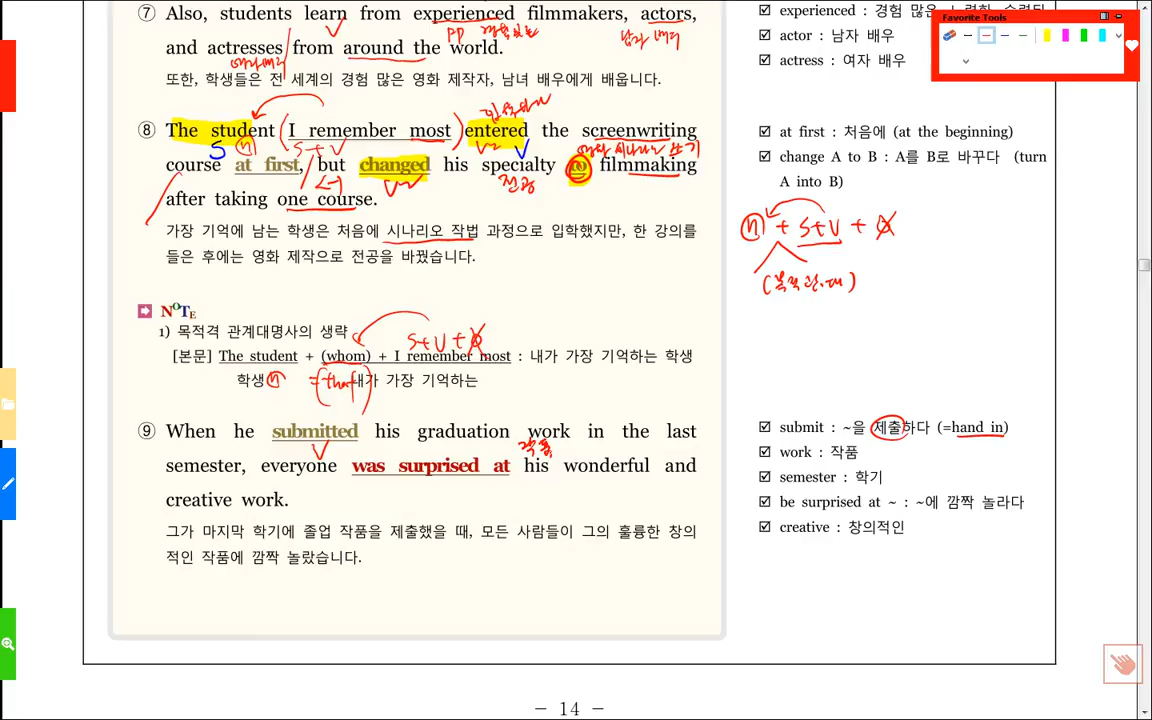 ⑦ Also, students learn from experienced filmmakers, actors,
and actresses from around the world.
또한, 학생들은 전 세계의 경험 많은 영화 제작자, 남녀 배우에게 배웁니다.
⑧ The student I remember most entered the screenwriting
course at first, but changed his specialty to filmmaking
after taking one course.
가장 기억에 남는 학생은 처음에 시나리오 작법 과정으로 입학했지만, 한 강의를
들은 후에는 영화 제작으로 전공을 바꿨습니다.
NOTE
1) 목적격 관계대명사의 생략
S+V+
[본문] The student + (whom) + I remember most : 내가 가장 기억하는 학생
학생 n = (that) 내가 가장 기억하는
⑨ When he submitted his graduation work in the last
작품
semester, everyone was surprised at his wonderful and
creative work.
그가 마지막 학기에 졸업 작품을 제출했을 때, 모든 사람들이 그의 훌륭한 창의
적인 작품에 깜짝 놀랐습니다.
☑ experienced : 경험 많은
☑ actor : 남자 배우
☑ actress : 여자 배우
☑ at first : 처음에 (at the beginning)
☑ change A to B : A를 B로 바꾸다 (turn
A into B)
n + S+V +
(목적관.대)
☑ submit : ~을 제출하다 (=hand in)
☑ work : 작품
☑ semester : 학기
☑ be surprised at ~ : ~에 깜짝 놀라다
☑ creative : 창의적인
Favorite Tools
- 14 -